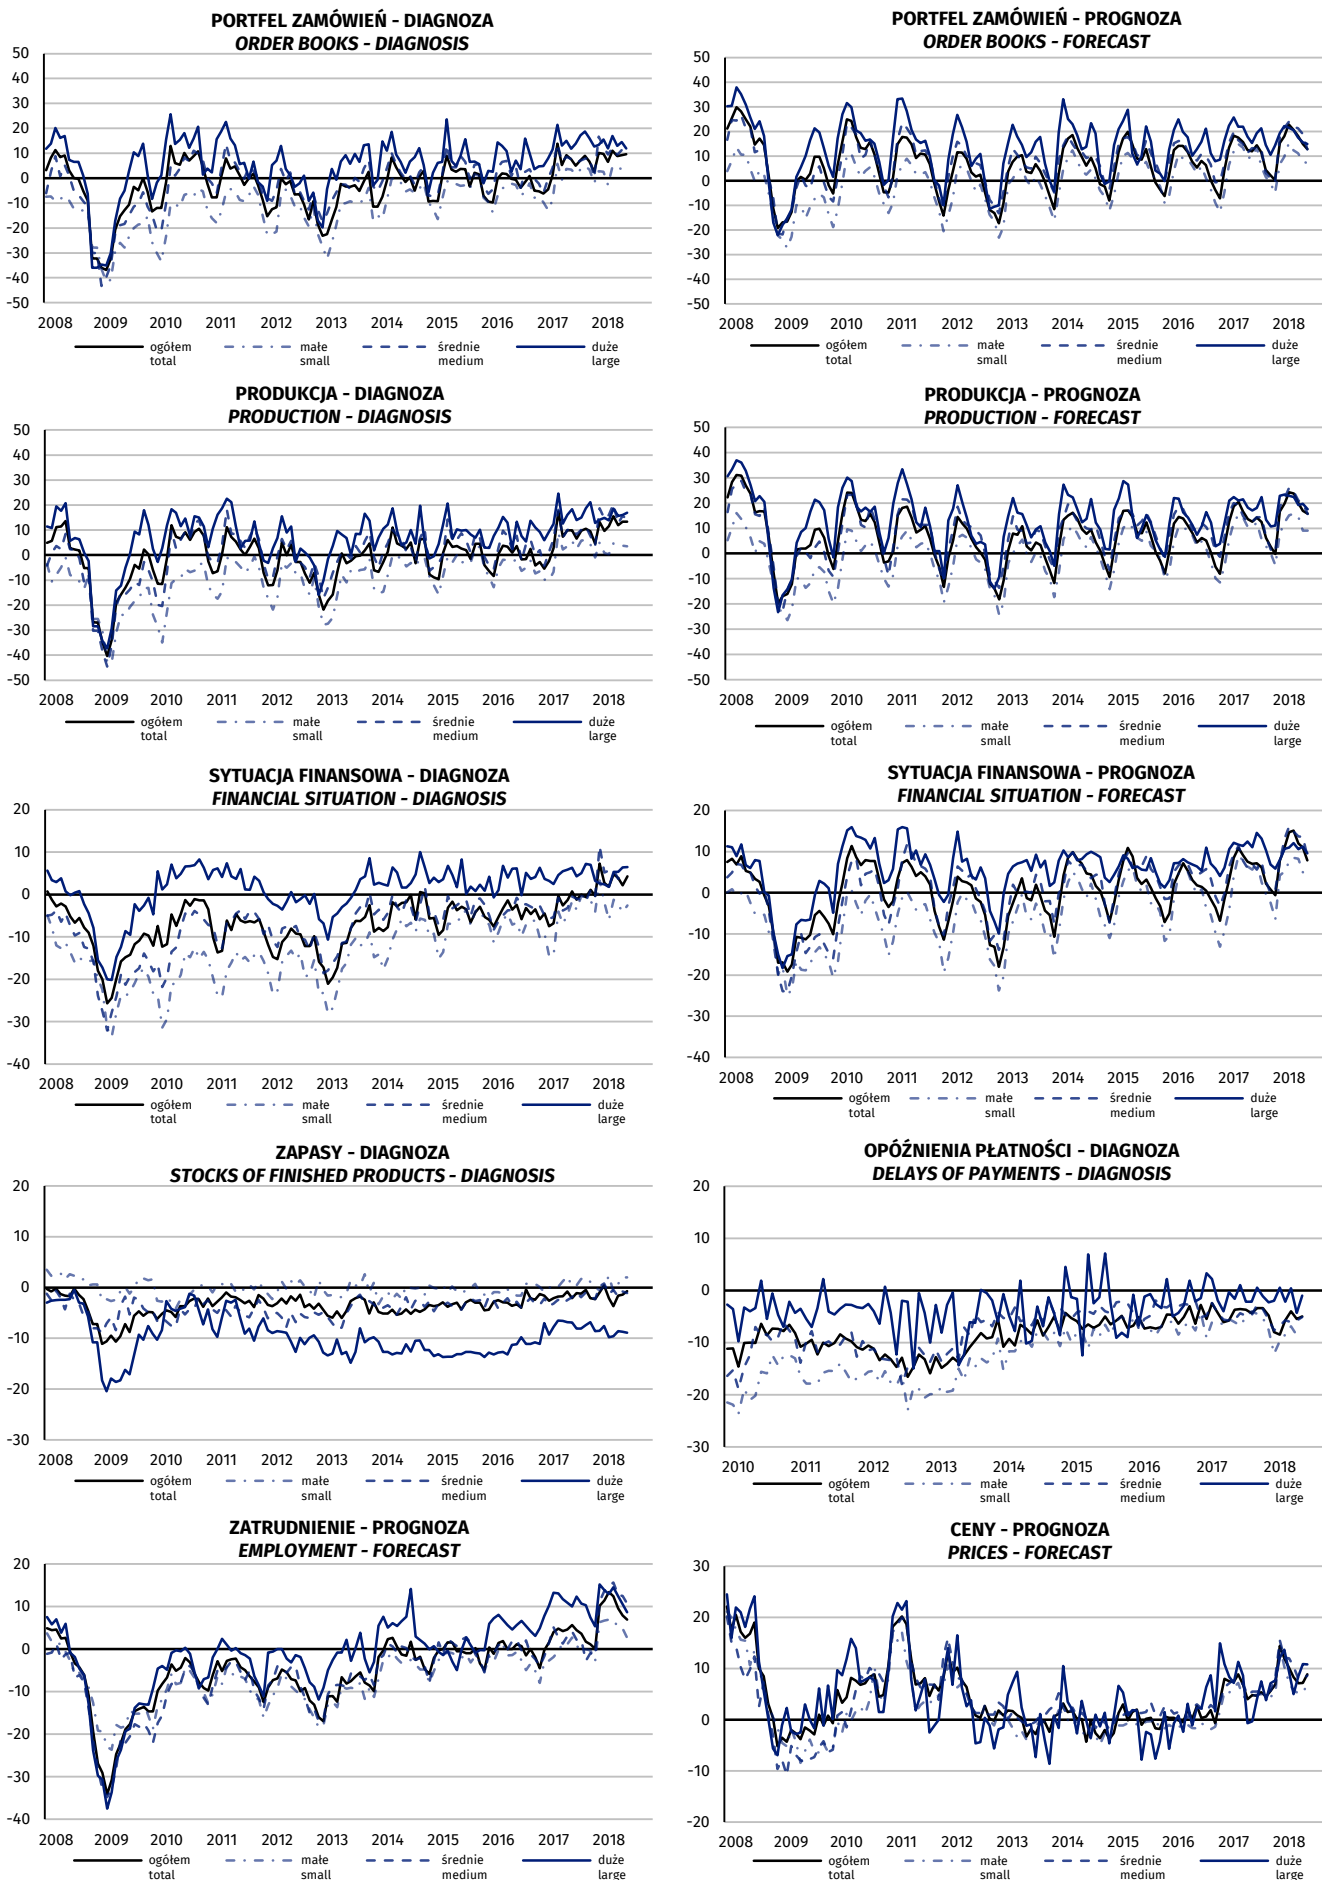 PORTFEL ZAMÓWIEŃ - DIAGNOZA
ORDER BOOKS - DIAGNOSIS
50
40
30
20
10
0
-10
-20
-30
-40
-50
2008 2009 2010 2011 2012 2013 2014 2015 2016 2017 2018
ogółem małe średnie duże
total small medium large
PORTFEL ZAMÓWIEŃ - PROGNOZA
ORDER BOOKS - FORECAST
50
40
30
20
10
0
-10
-20
-30
-40
-50
2008 2009 2010 2011 2012 2013 2014 2015 2016 2017 2018
ogółem małe średnie duże
total small medium large
PRODUKCJA - DIAGNOZA
PRODUCTION - DIAGNOSIS
50
40
30
20
10
0
-10
-20
-30
-40
-50
2008 2009 2010 2011 2012 2013 2014 2015 2016 2017 2018
ogółem małe średnie duże
total small medium large
PRODUKCJA - PROGNOZA
PRODUCTION - FORECAST
50
40
30
20
10
0
-10
-20
-30
-40
-50
2008 2009 2010 2011 2012 2013 2014 2015 2016 2017 2018
ogółem małe średnie duże
total small medium large
SYTUACJA FINANSOWA - DIAGNOZA
FINANCIAL SITUATION - DIAGNOSIS
20
10
0
-10
-20
-30
-40
2008 2009 2010 2011 2012 2013 2014 2015 2016 2017 2018
ogółem małe średnie duże
total small medium large
SYTUACJA FINANSOWA - PROGNOZA
FINANCIAL SITUATION - FORECAST
20
10
0
-10
-20
-30
-40
2008 2009 2010 2011 2012 2013 2014 2015 2016 2017 2018
ogółem małe średnie duże
total small medium large
ZAPASY - DIAGNOZA
STOCKS OF FINISHED PRODUCTS - DIAGNOSIS
20
10
0
-10
-20
-30
2008 2009 2010 2011 2012 2013 2014 2015 2016 2017 2018
ogółem małe średnie duże
total small medium large
OPÓŹNIENIA PŁATNOŚCI - DIAGNOZA
DELAYS OF PAYMENTS - DIAGNOSIS
20
10
0
-10
-20
-30
2010 2011 2012 2013 2014 2015 2016 2017 2018
ogółem małe średnie duże
total small medium large
ZATRUDNIENIE - PROGNOZA
EMPLOYMENT - FORECAST
20
10
0
-10
-20
-30
-40
2008 2009 2010 2011 2012 2013 2014 2015 2016 2017 2018
ogółem małe średnie duże
total small medium large
CENY - PROGNOZA
PRICES - FORECAST
30
20
10
0
-10
-20
2008 2009 2010 2011 2012 2013 2014 2015 2016 2017 2018
ogółem małe średnie duże
total small medium large